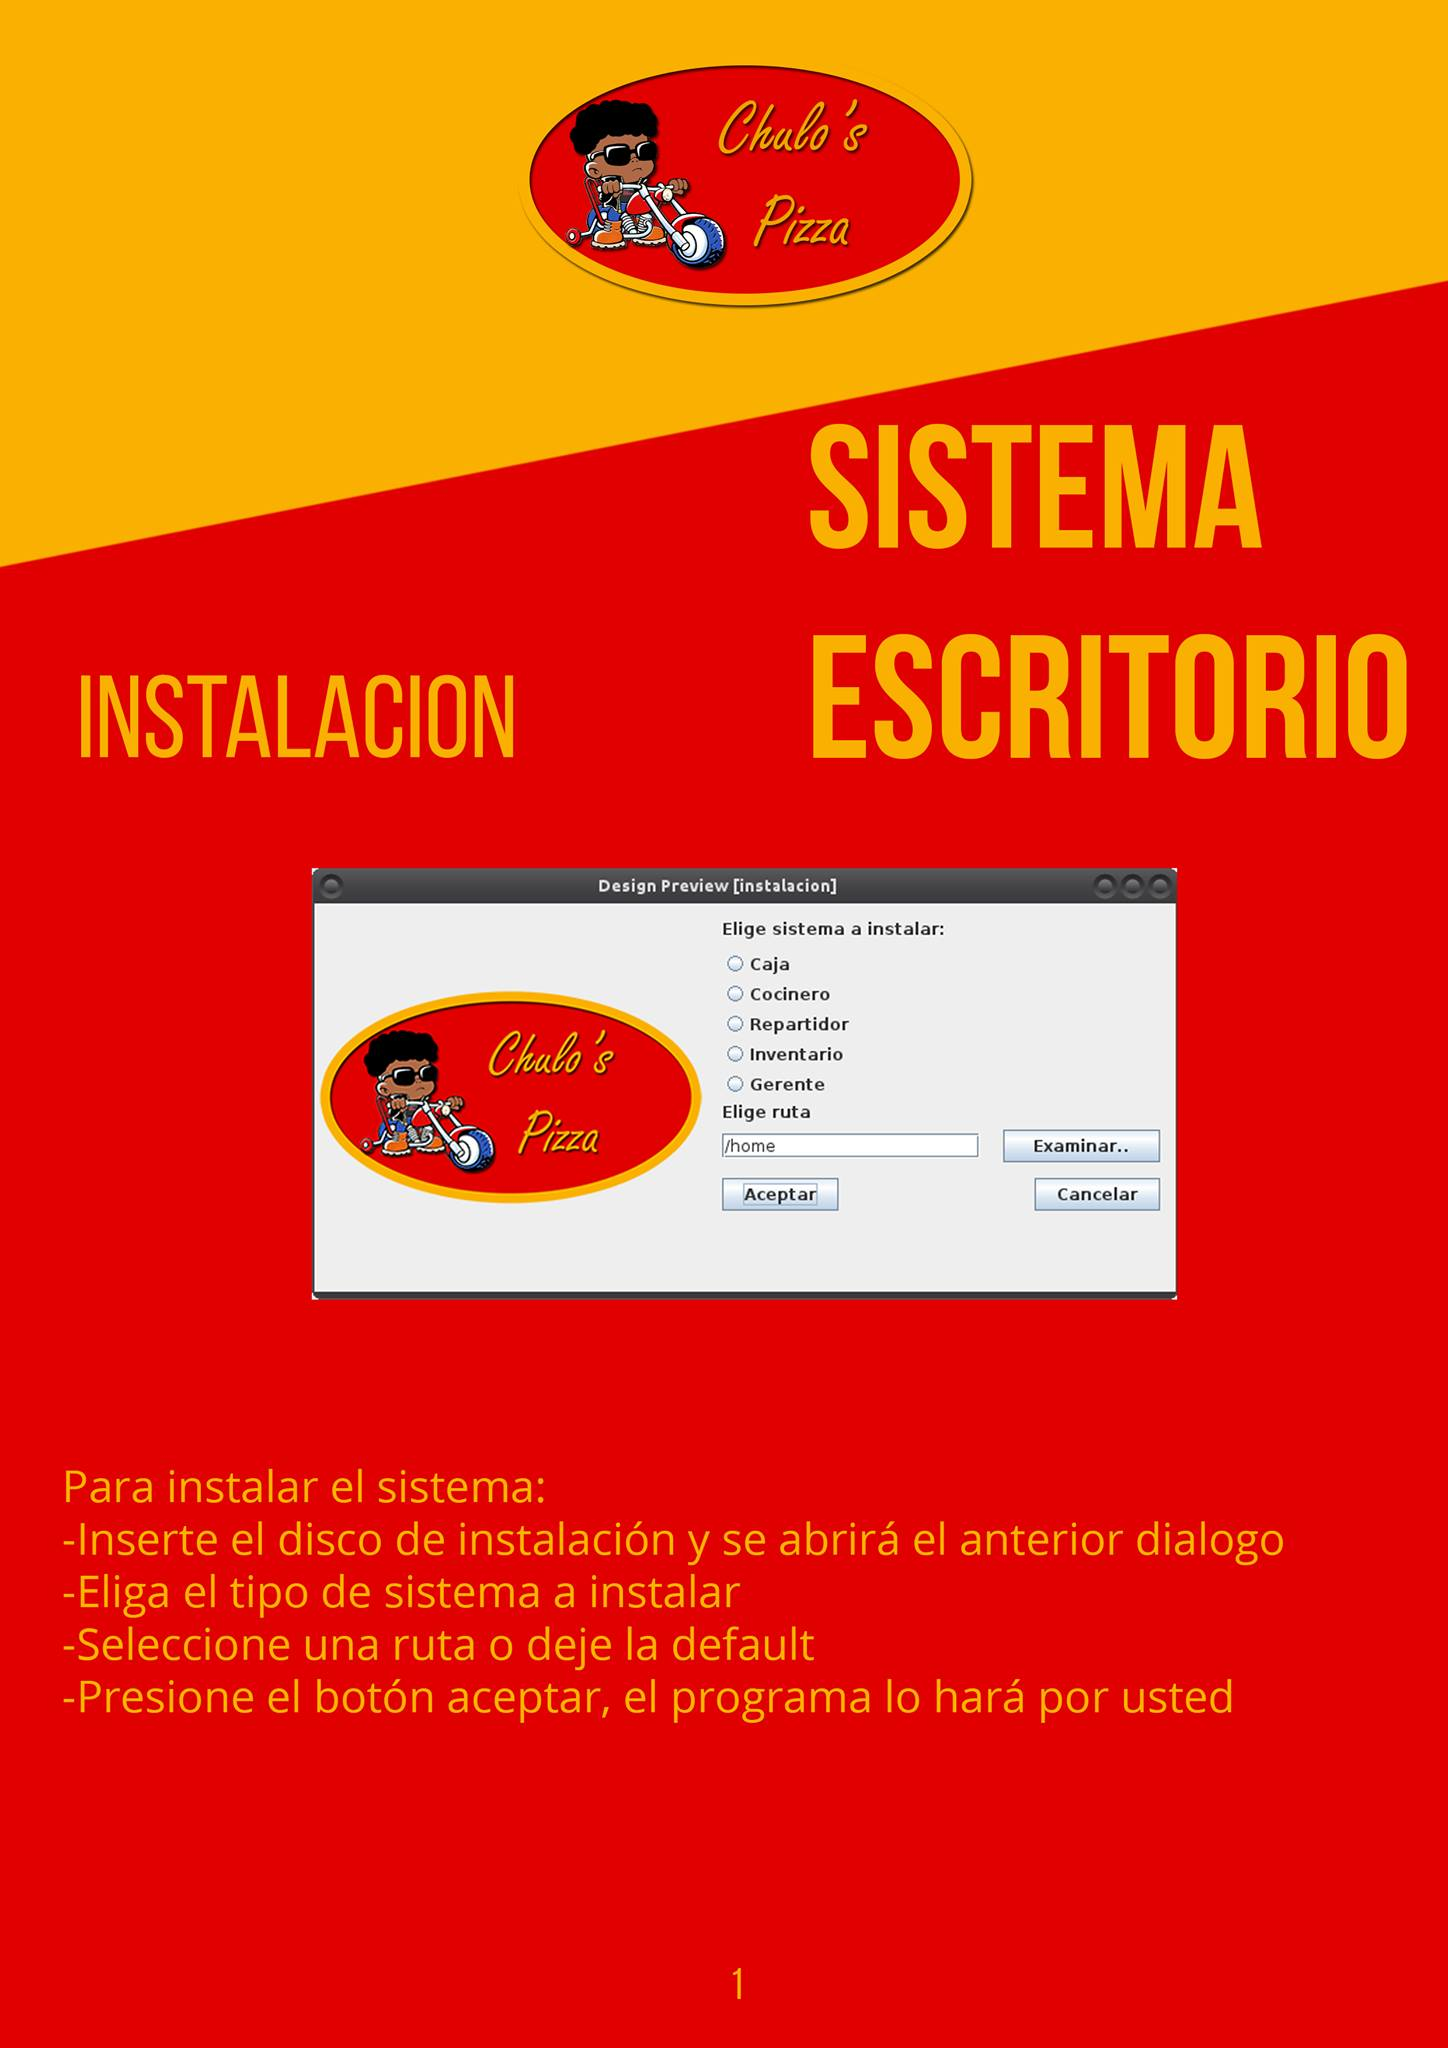 Chulo's
Pizza
SISTEMA
ESCRITORIO
INSTALACION
Design Preview [instalacion]
Elige sistema a instalar:
Caja
Cocinero
Repartidor
Inventario
Gerente
Elige ruta
/home
Examinar..
Aceptar
Cancelar
Chulo's
Pizza
Para instalar el sistema:
-Inserte el disco de instalación y se abrirá el anterior dialogo
-Eliga el tipo de sistema a instalar
-Seleccione una ruta o deje la default
-Presione el botón aceptar, el programa lo hará por usted
1